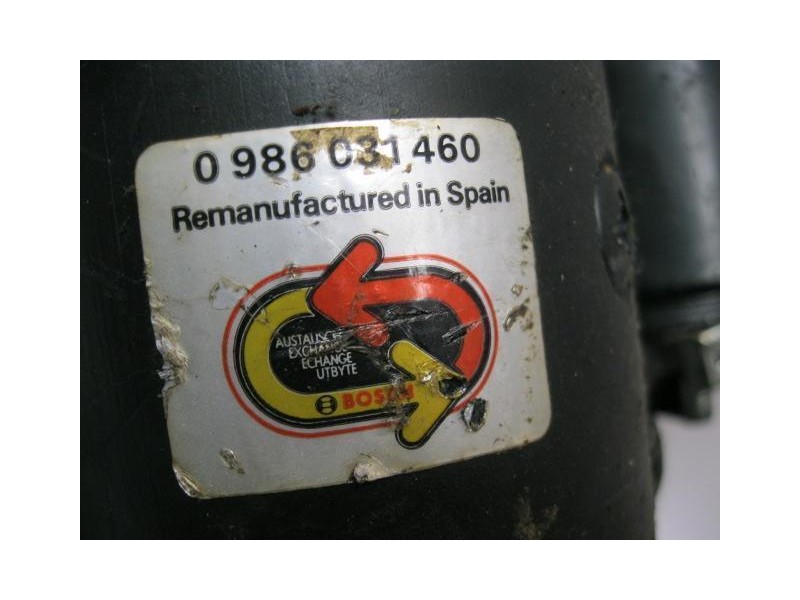 0 986 031 460
Remanufactured in Spain
AUSTAUSCH
EXCHANGE
ECHANGE
UTBYTE
BOSCH